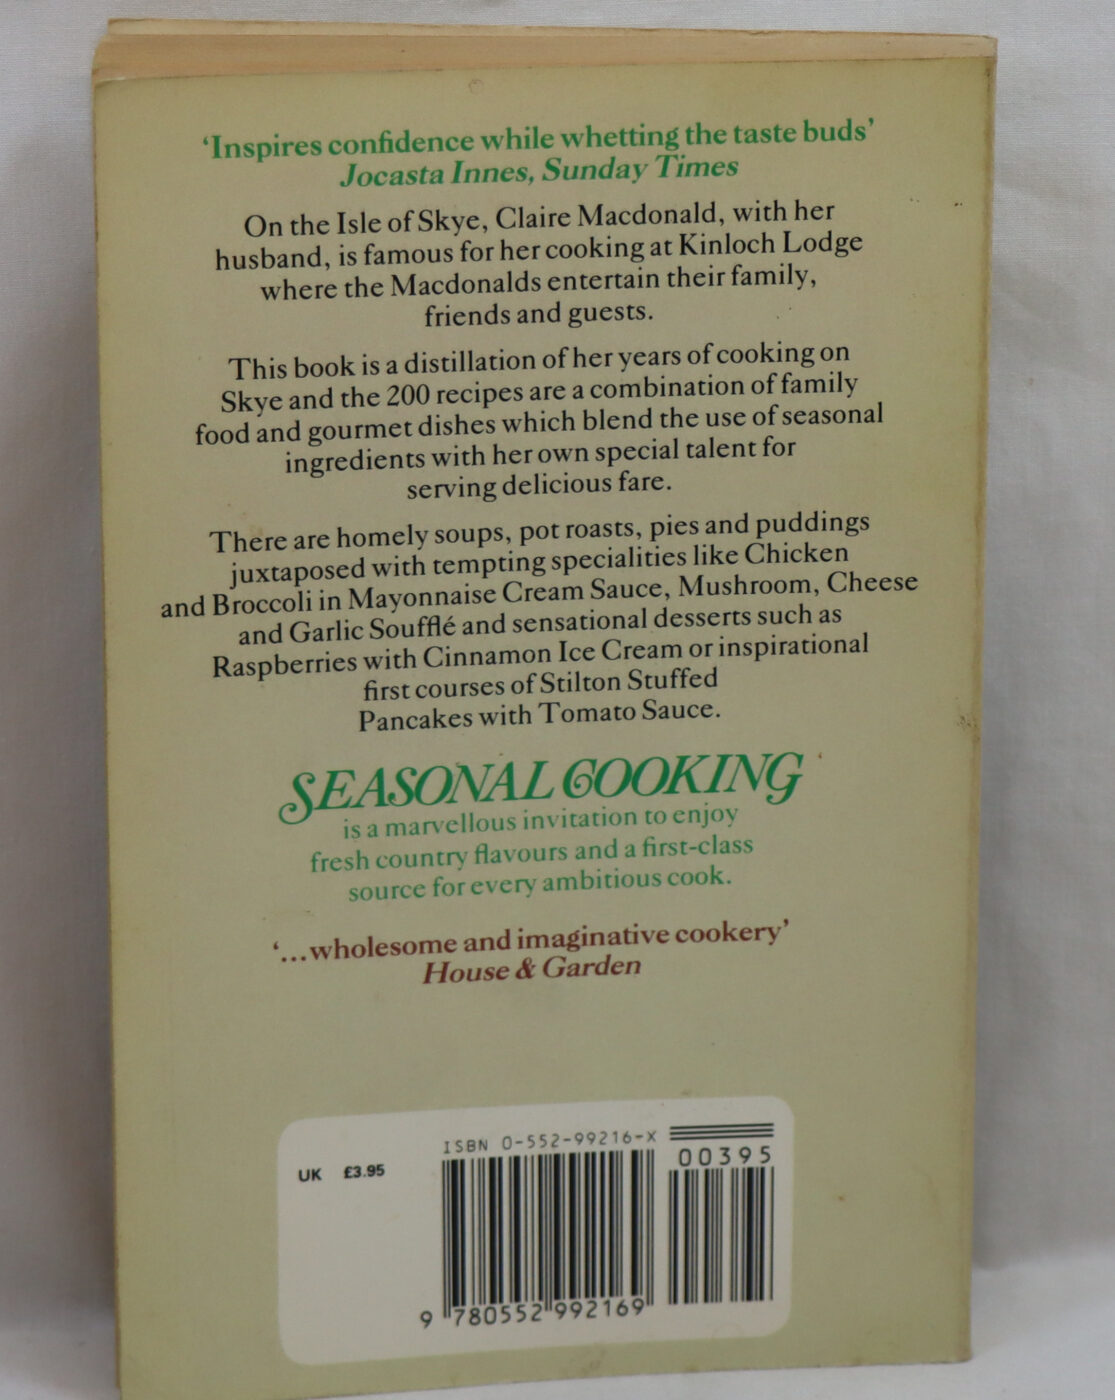 ‘Inspires confidence while whetting the taste buds’
Jocasta Innes, Sunday Times
On the Isle of Skye, Claire Macdonald, with her
husband, is famous for her cooking at Kinloch Lodge
where the Macdonalds entertain their family,
friends and guests.
This book is a distillation of her years of cooking on
Skye and the 200 recipes are a combination of family
food and gourmet dishes which blend the use of seasonal
ingredients with her own special talent for
serving delicious fare.
There are homely soups, pot roasts, pies and puddings
juxtaposed with tempting specialities like Chicken
and Broccoli in Mayonnaise Cream Sauce, Mushroom, Cheese
and Garlic Soufflé and sensational desserts such as
Raspberries with Cinnamon Ice Cream or inspirational
first courses of Stilton Stuffed
Pancakes with Tomato Sauce.
SEASONAL COOKING
is a marvellous invitation to enjoy
fresh country flavours and a first-class
source for every ambitious cook.
‘...wholesome and imaginative cookery’
House & Garden
ISBN 0-552-99216-X
00395
UK £3.95
9 780552 992169